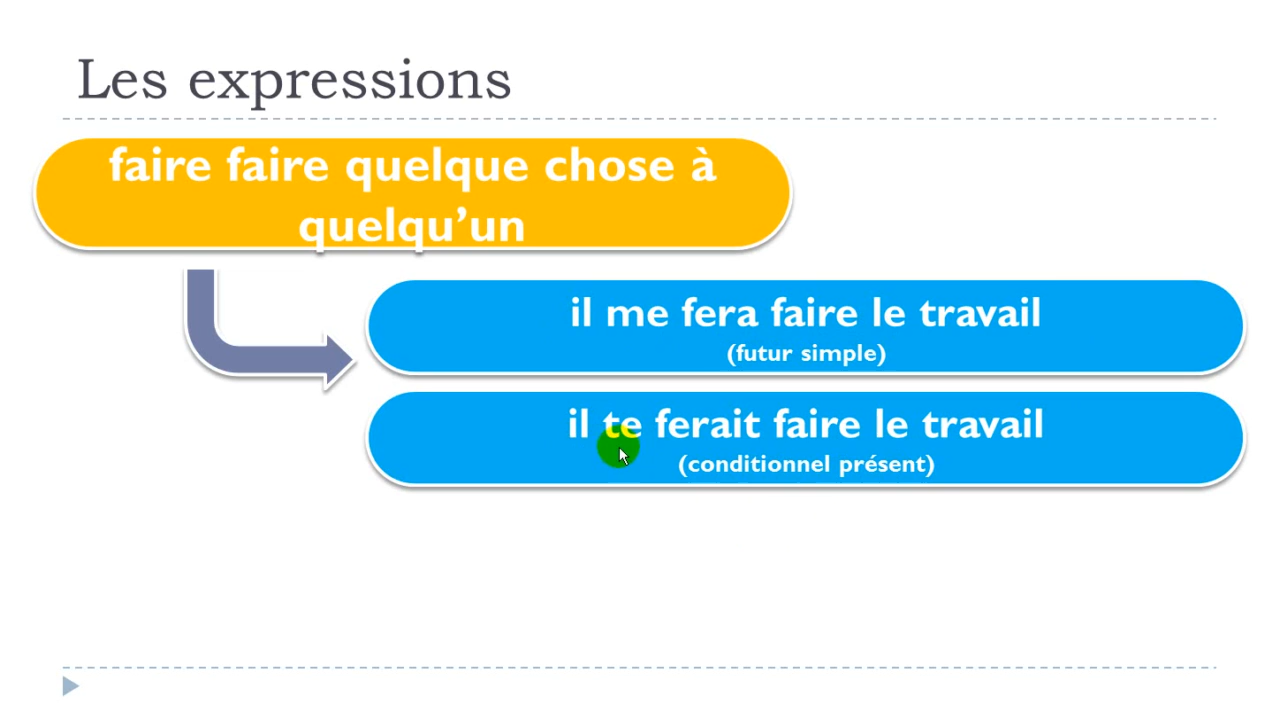 Les expressions
faire faire quelque chose à
quelqu’un
il me fera faire le travail
(futur simple)
il te ferait faire le travail
(conditionnel présent)